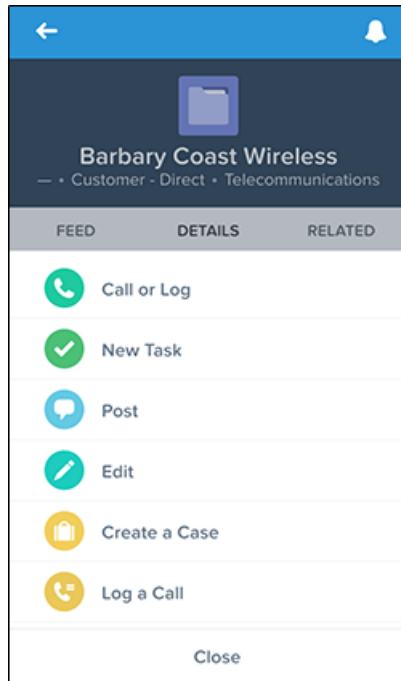 Barbary Coast Wireless
— • Customer - Direct • Telecommunications
FEED DETAILS RELATED
Call or Log
New Task
Post
Edit
Create a Case
Log a Call
Close